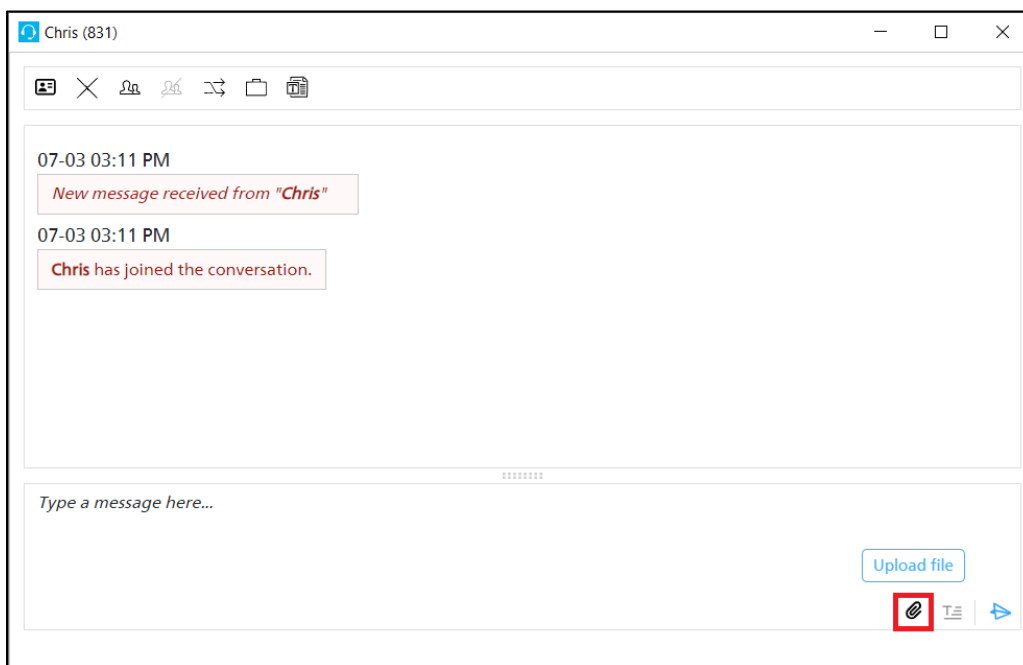 Chris (831)
07-03 03:11 PM
New message received from "Chris"
07-03 03:11 PM
Chris has joined the conversation.
Type a message here...
Upload file